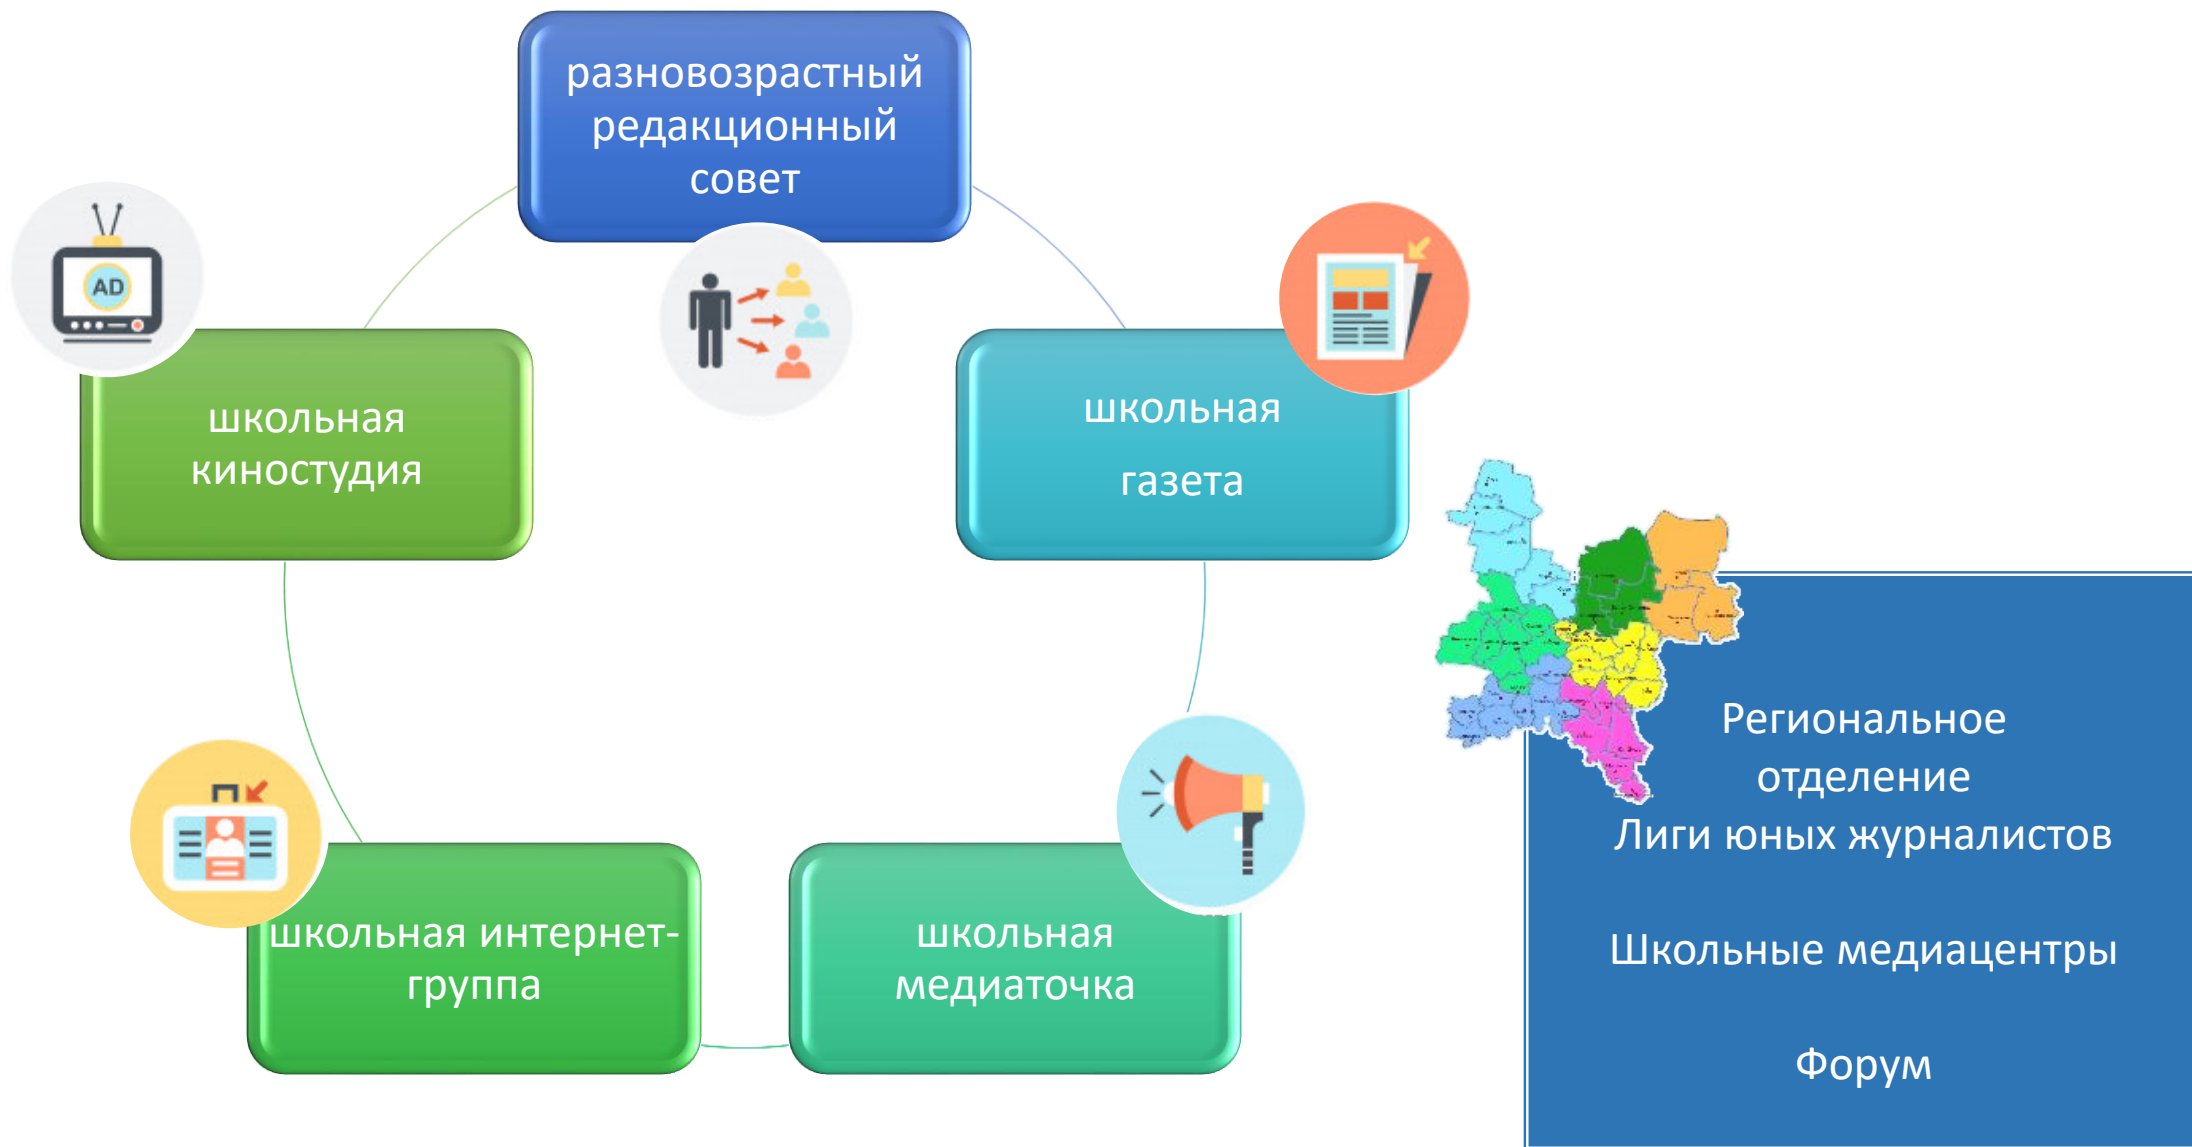 разновозрастный
редакционный
совет
AD
школьная
киностудия
школьная
газета
школьная интернет-
группа
школьная
медиаточка
Региональное
отделение
Лиги юных журналистов
Школьные медиацентры
Форум